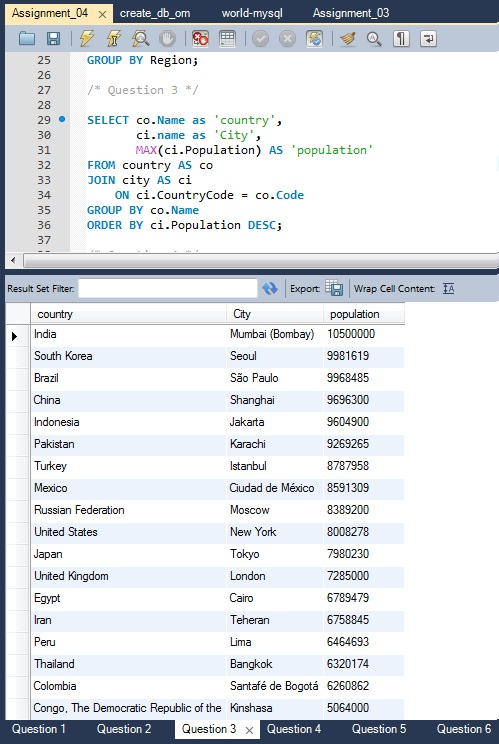 Assignment_04 × create_db_om world-mysql Assignment_03
25 GROUP BY Region;
26
27 /* Question 3 */
28
29 SELECT co.Name as 'country',
30 ci.name as 'City',
31 MAX(ci.Population) AS 'population'
32 FROM country AS co
33 JOIN city AS ci
34 ON ci.CountryCode = co.Code
35 GROUP BY co.Name
36 ORDER BY ci.Population DESC;
37
Result Set Filter: Export: Wrap Cell Content:
country City population
India Mumbai (Bombay) 10500000
South Korea Seoul 9981619
Brazil São Paulo 9968485
China Shanghai 9696300
Indonesia Jakarta 9604900
Pakistan Karachi 9269265
Turkey Istanbul 8787958
Mexico Ciudad de México 8591309
Russian Federation Moscow 8389200
United States New York 8008278
Japan Tokyo 7980230
United Kingdom London 7285000
Egypt Cairo 6789479
Iran Teheran 6758845
Peru Lima 6464693
Thailand Bangkok 6320174
Colombia Santafé de Bogotá 6260862
Congo, The Democratic Republic of the Kinshasa 5064000
Question 1 Question 2 Question 3 × Question 4 Question 5 Question 6